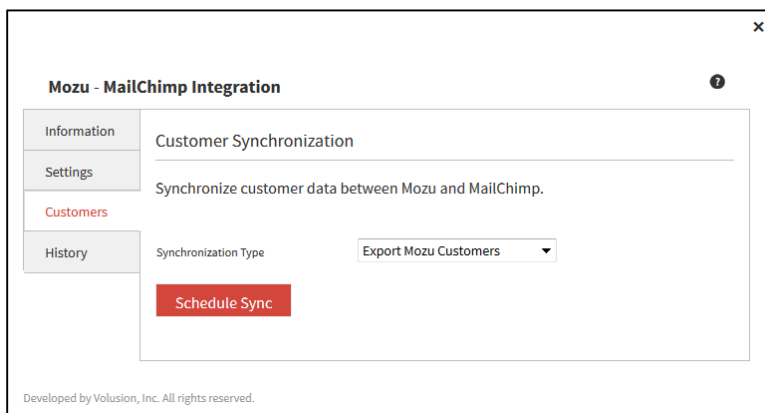 Mozu - MailChimp Integration
Information
Settings
Customers
History
Customer Synchronization
Synchronize customer data between Mozu and MailChimp.
Synchronization Type
Export Mozu Customers
Schedule Sync
Developed by Volusion, Inc. All rights reserved.